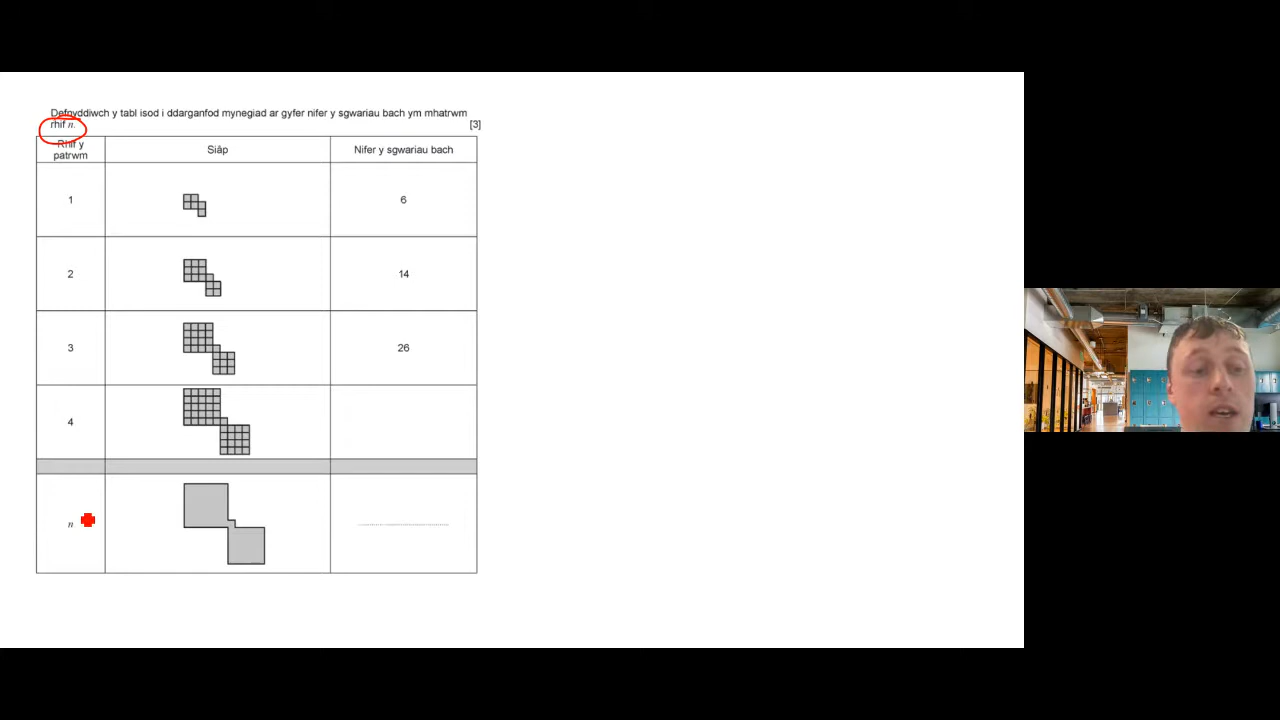 Defnyddiwch y tabl isod i ddarganfod mynegiad ar gyfer nifer y sgwariau bach ym mhatrwm
rhif n.
[3]
Rhif y
patrwm
Siâp
Nifer y sgwariau bach
1
6
2
14
3
26
4
n